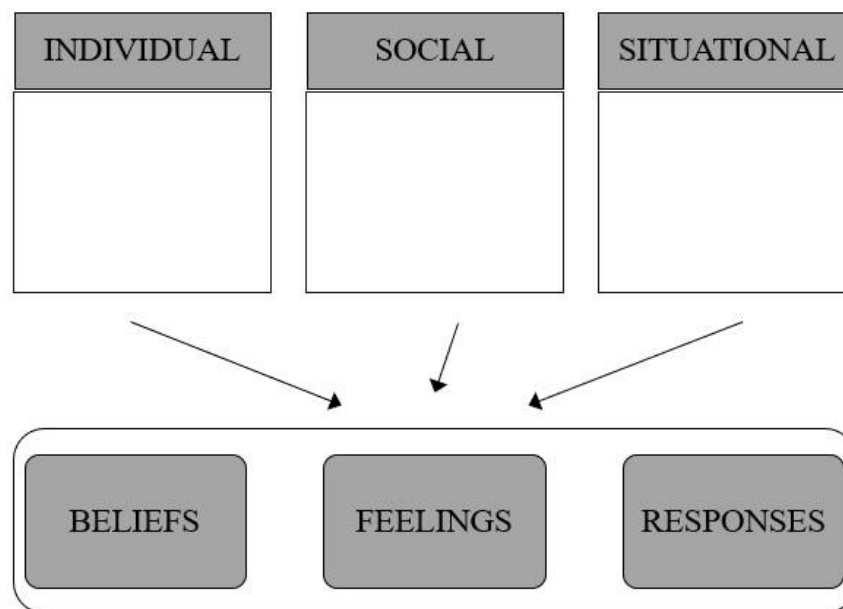 INDIVIDUAL
SOCIAL
SITUATIONAL
BELIEFS
FEELINGS
RESPONSES